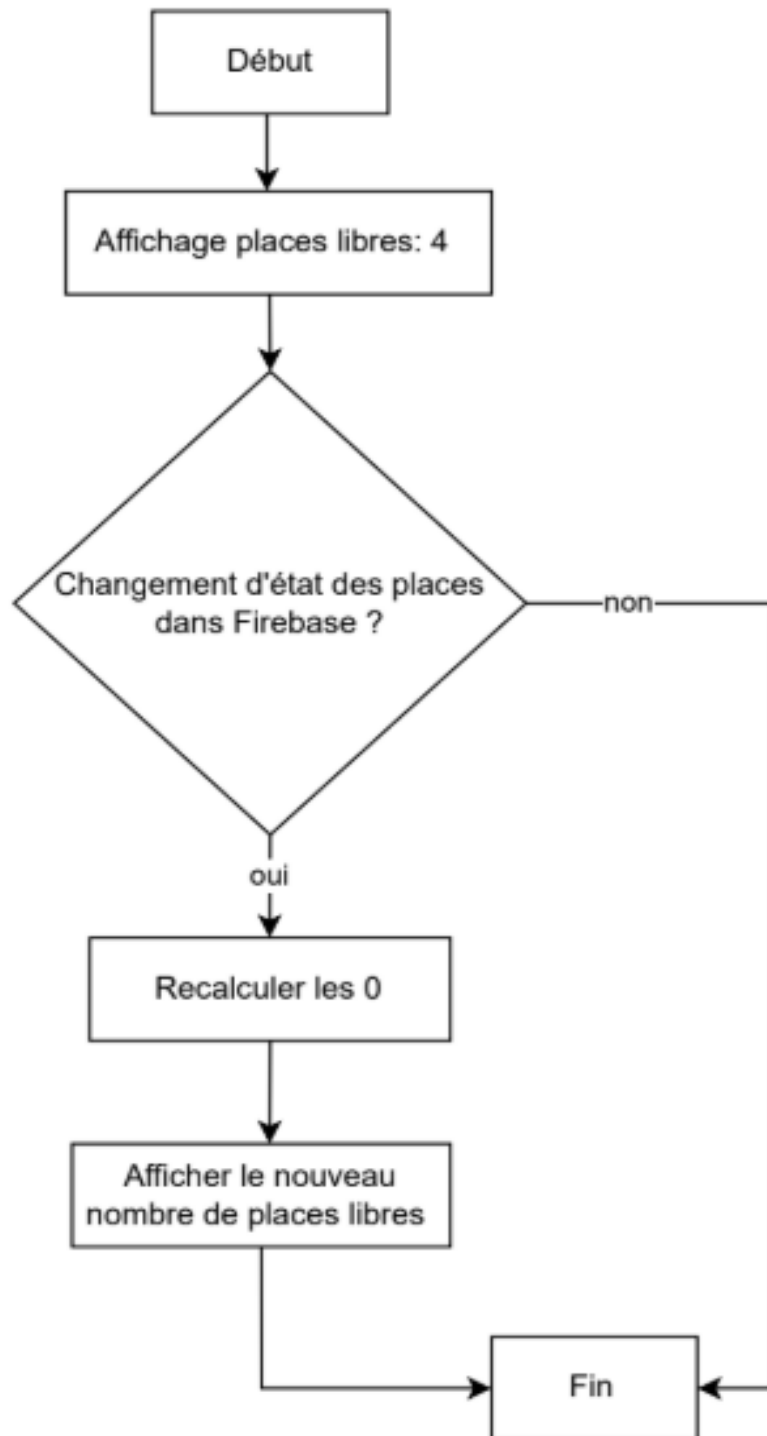 Début
Affichage places libres: 4
Changement d'état des places
dans Firebase ?
non
oui
Recalculer les 0
Afficher le nouveau
nombre de places libres
Fin